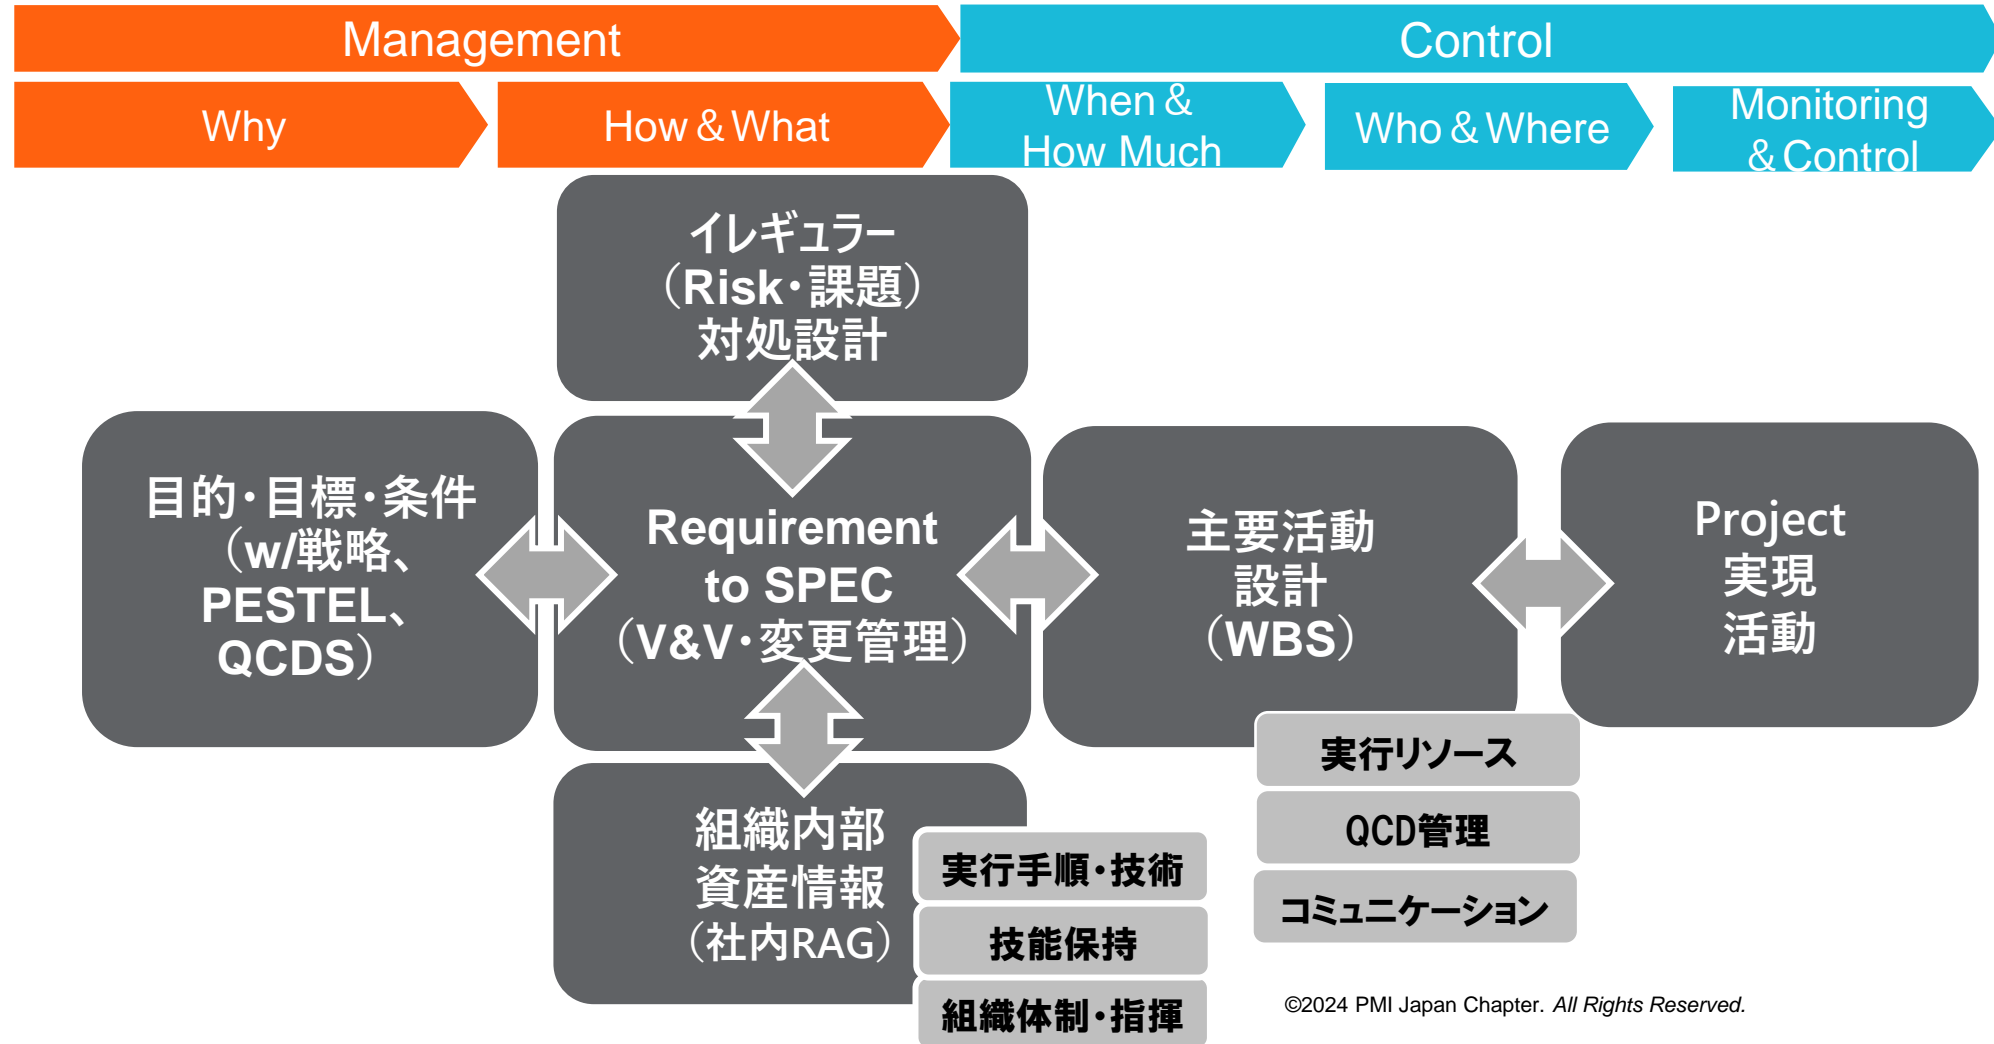 Management
Control
Why
How & What
When &
How Much
Who & Where
Monitoring
& Control
イレギュラー
（Risk・課題）
対処設計
目的・目標・条件
（w/戦略、
PESTEL、
QCDS）
Requirement
to SPEC
（V&V・変更管理）
主要活動
設計
（WBS）
Project
実現
活動
組織内部
資産情報
（社内RAG）
実行手順・技術
技能保持
組織体制・指揮
実行リソース
QCD管理
コミュニケーション
©2024 PMI Japan Chapter. All Rights Reserved.